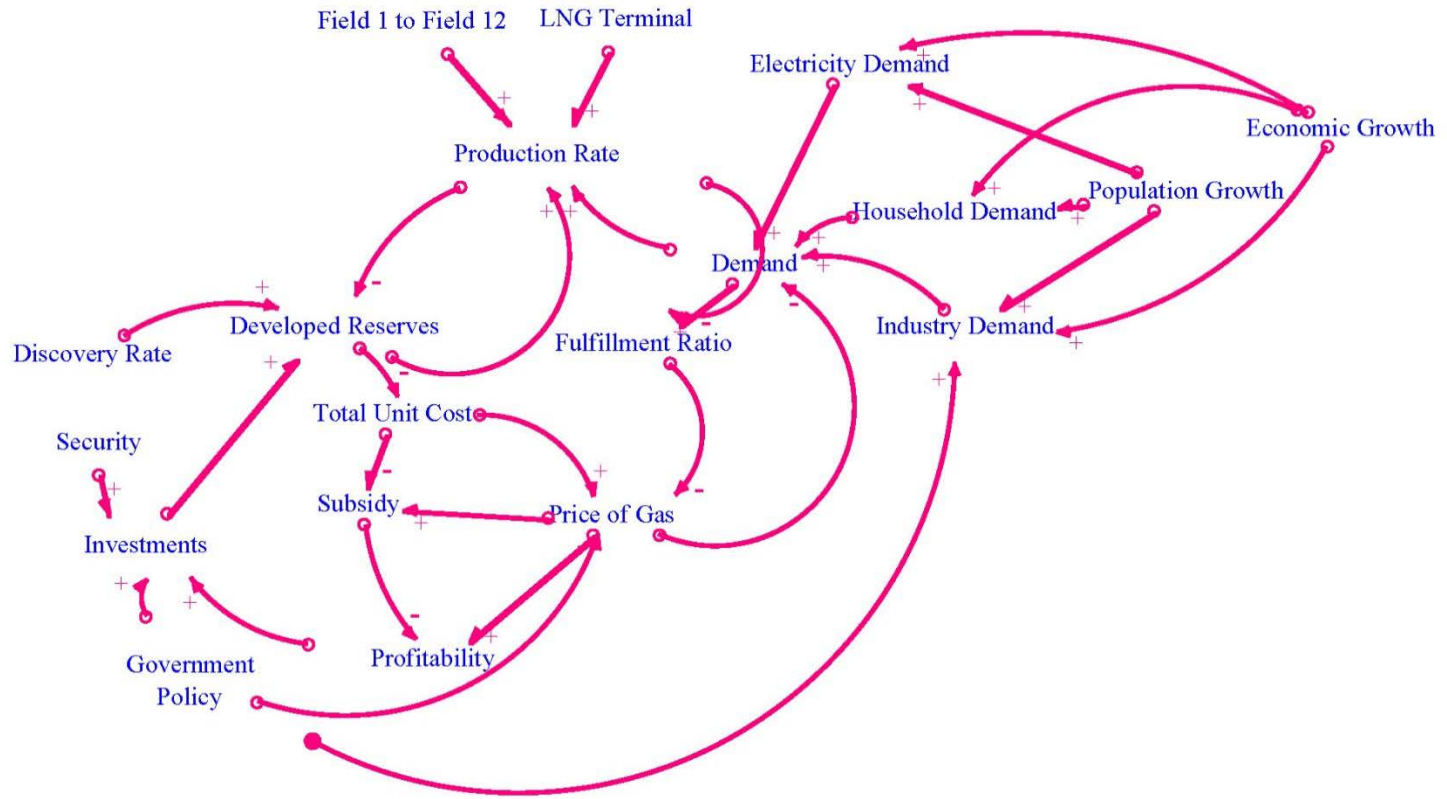 Field 1 to Field 12
LNG Terminal
Electricity Demand
Economic Growth
Production Rate
Population Growth
Household Demand
Demand
Developed Reserves
Industry Demand
Discovery Rate
Fulfillment Ratio
Total Unit Cost
Security
Subsidy
Price of Gas
Investments
Profitability
Government
Policy